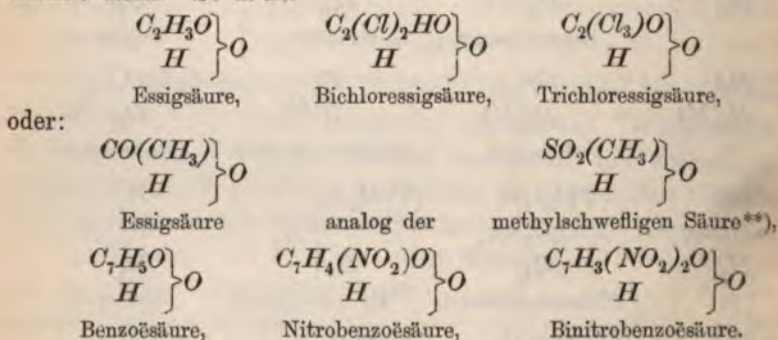 C₂H₃O C₂(Cl)₂HO C₂(Cl₃)O
H }O H }O H }O
Essigsäure, Bichloressigsäure, Trichloressigsäure,
oder:
CO(CH₃) SO₂(CH₃)
H }O H }O
Essigsäure analog der methylschwefligen Säure**),
C₇H₅O C₇H₄(NO₂)O C₇H₃(NO₂)₂O
H }O H }O H }O
Benzoësäure, Nitrobenzoësäure, Binitrobenzoësäure.